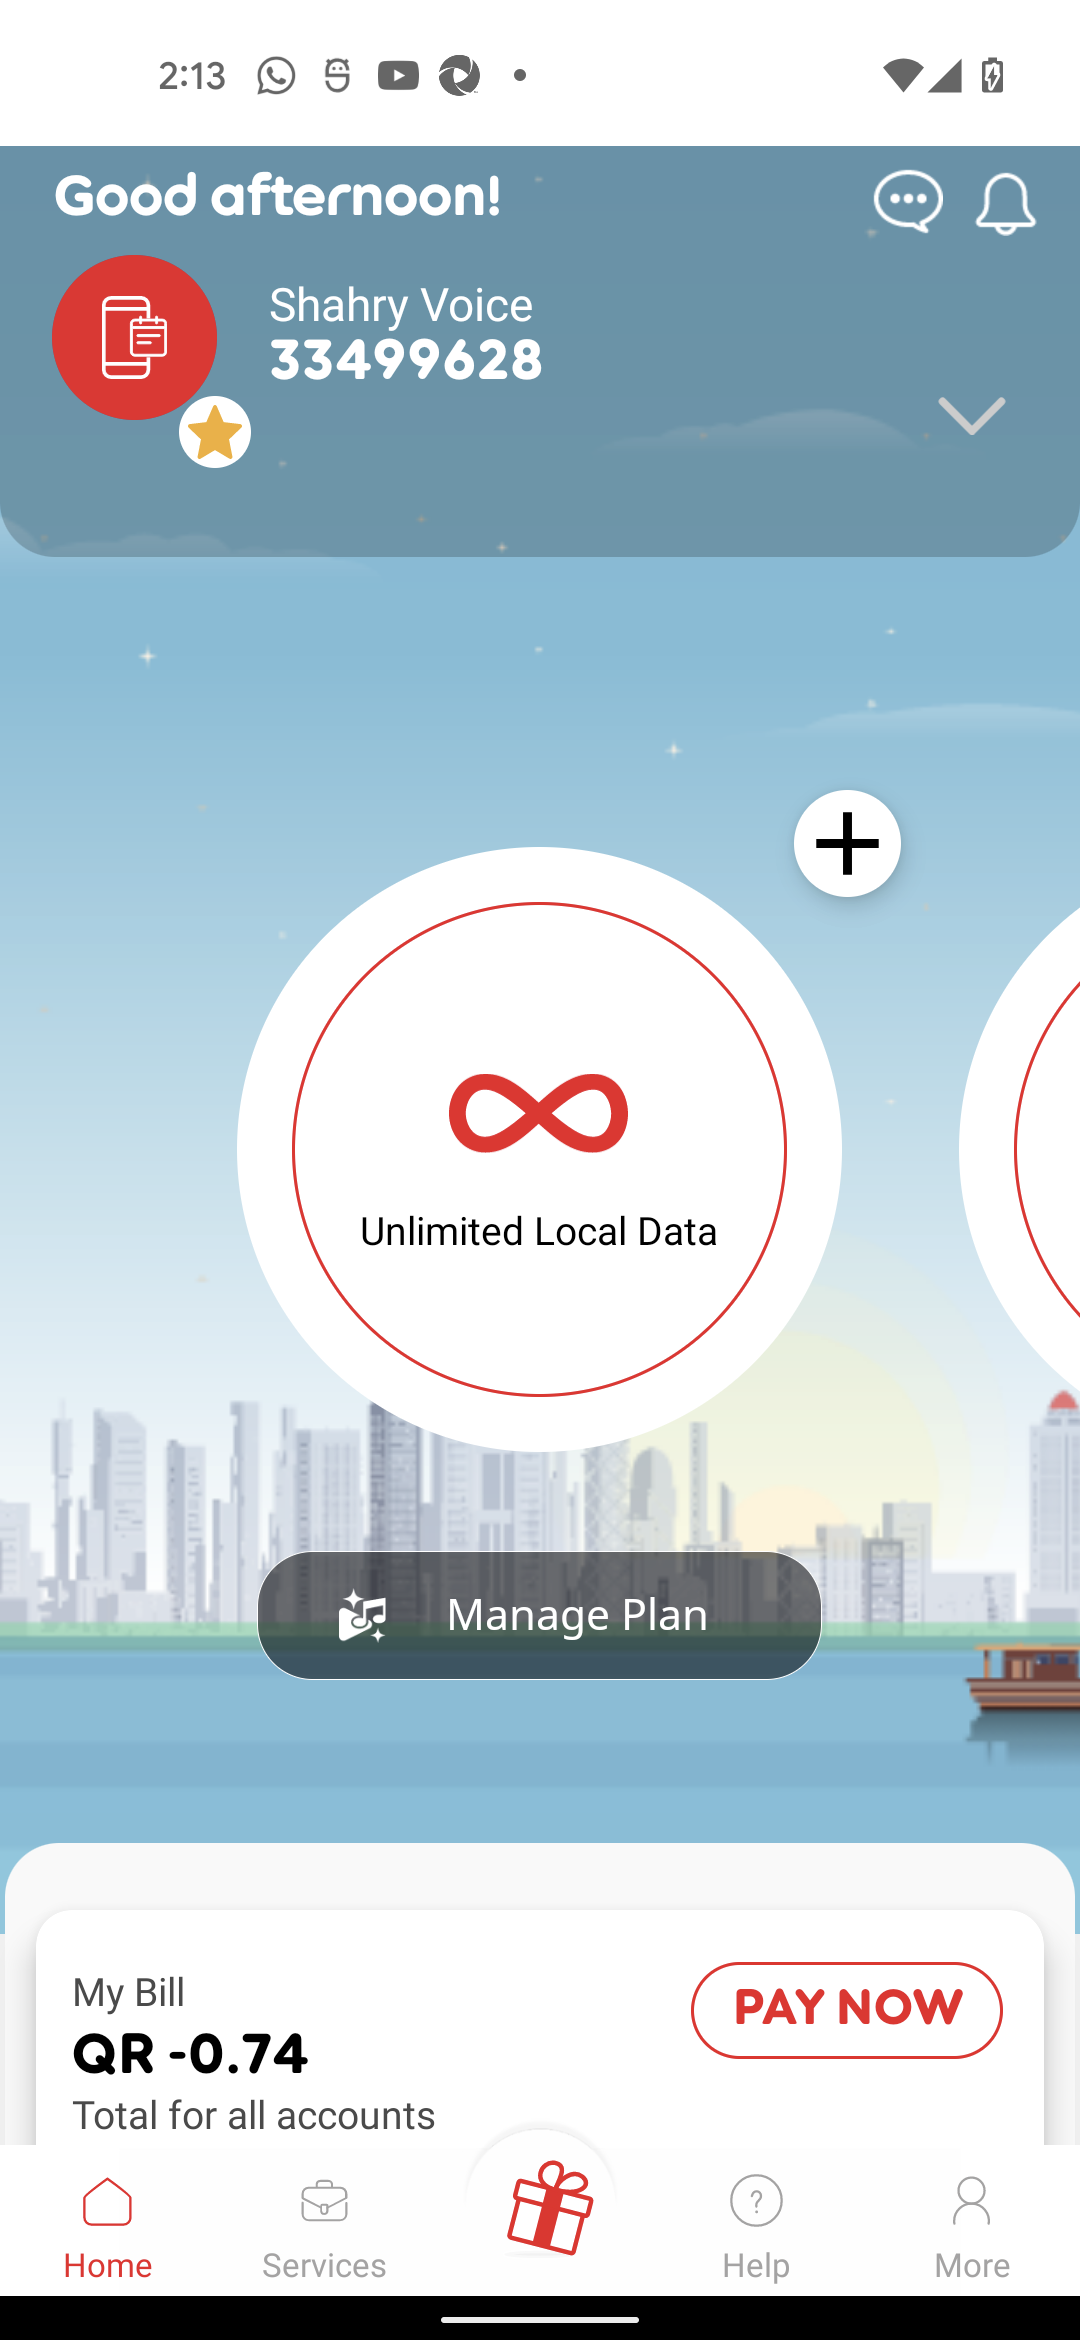 2:13
Good afternoon!
Shahry Voice
33499628
Unlimited Local Data
Manage Plan
My Bill
PAY NOW
QR -0.74
Total for all accounts
Home
Services
Help
More